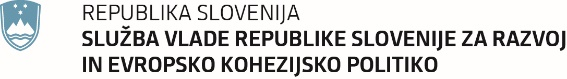 REPUBLIKA SLOVENIJA
SLUŽBA VLADE REPUBLIKE SLOVENIJE ZA RAZVOJ
IN EVROPSKO KOHEZIJSKO POLITIKO